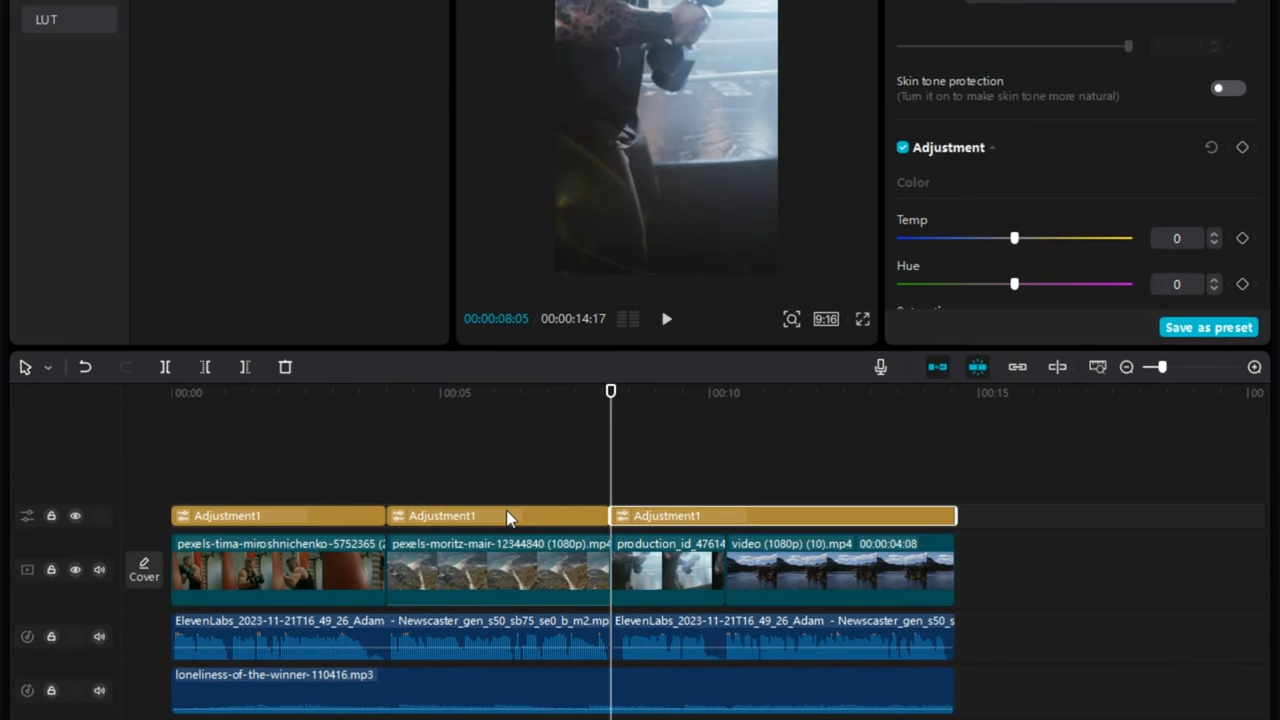 LUT
Skin tone protection
(Turn it on to make skin tone more natural)
Adjustment
Color
Temp
0
Hue
0
00:00:08:05 00:00:14:17
9:16
Save as preset
00:00 00:05 00:10 00:15 00
Adjustment1 Adjustment1 Adjustment1
Cover
pexels-tima-miroshnichenko-5752365 (2 pexels-moritz-mair-12344840 (1080p).mp4 production_id_47614 video (1080p) (10).mp4 00:00:04:08
ElevenLabs_2023-11-21T16_49_26_Adam - Newscaster_gen_s50_sb75_se0_b_m2.mp ElevenLabs_2023-11-21T16_49_26_Adam - Newscaster_gen_s50_s
loneliness-of-the-winner-110416.mp3